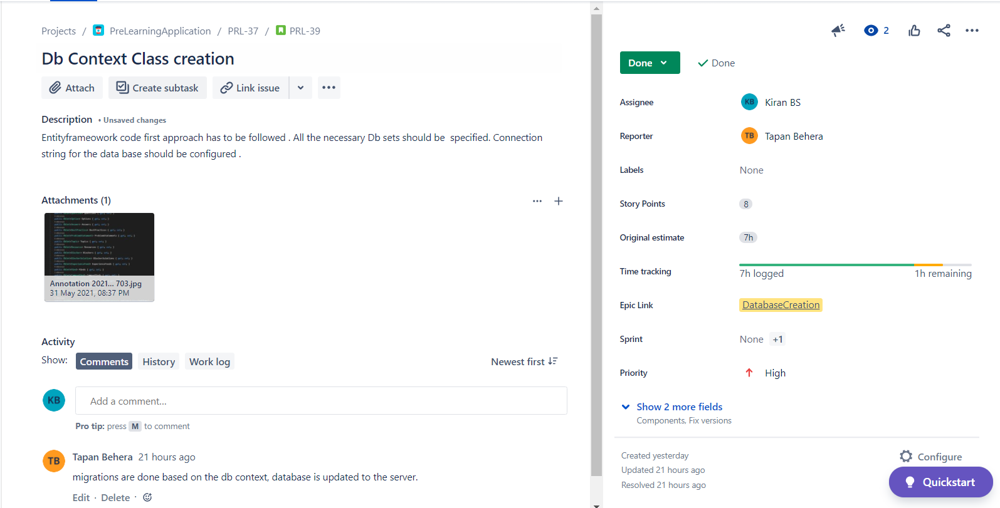 Projects / PreLearningApplication / PRL-37 / PRL-39
Db Context Class creation
Attach Create subtask Link issue
Description • Unsaved changes
Entityframeowork code first approach has to be followed . All the necessary Db sets should be specified. Connection
string for the data base should be configured .
Attachments (1)
Annotation 2021... 703.jpg
31 May 2021, 08:37 PM
Activity
Show: Comments History Work log Newest first
KB Add a comment...
Pro tip: press M to comment
TB Tapan Behera 21 hours ago
migrations are done based on the db context, database is updated to the server.
Edit · Delete ·
2
Done Done
Assignee KB Kiran BS
Reporter TB Tapan Behera
Labels None
Story Points 8
Original estimate 7h
Time tracking 7h logged 1h remaining
Epic Link DatabaseCreation
Sprint None +1
Priority High
Show 2 more fields
Components, Fix versions
Created yesterday Configure
Updated 21 hours ago
Resolved 21 hours ago
Quickstart